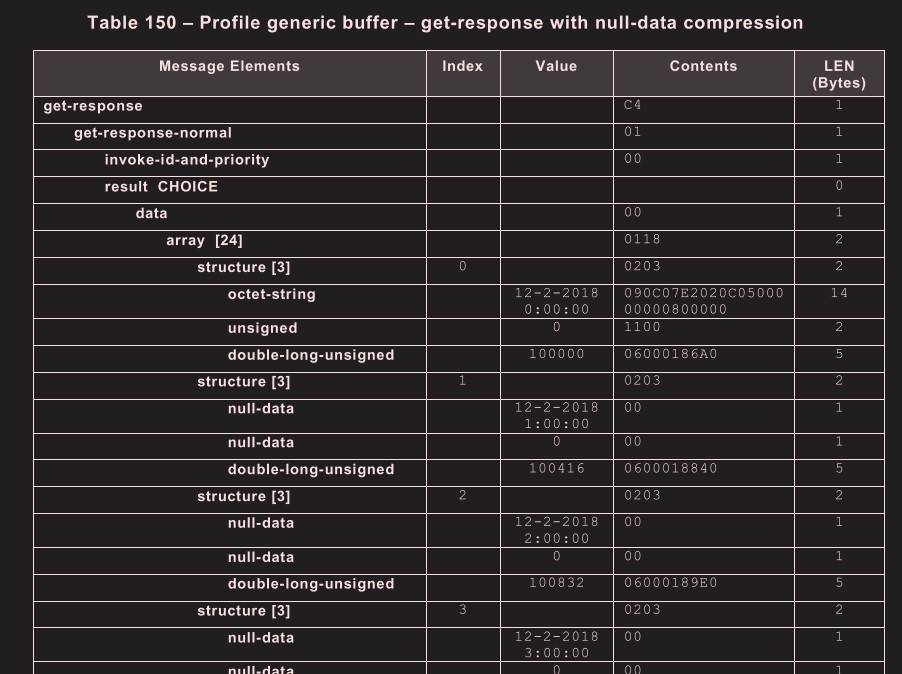 Table 150 – Profile generic buffer – get-response with null-data compression
Message Elements Index Value Contents LEN
(Bytes)
get-response C4 1
get-response-normal 01 1
invoke-id-and-priority 00 1
result CHOICE 0
data 00 1
array [24] 0118 2
structure [3] 0 0203 2
octet-string 12-2-2018 090C07E2020C05000 14
0:00:00 00000800000
unsigned 0 1100 2
double-long-unsigned 100000 06000186A0 5
structure [3] 1 0203 2
null-data 12-2-2018 00 1
1:00:00
null-data 0 00 1
double-long-unsigned 100416 0600018840 5
structure [3] 2 0203 2
null-data 12-2-2018 00 1
2:00:00
null-data 0 00 1
double-long-unsigned 100832 06000189E0 5
structure [3] 3 0203 2
null-data 12-2-2018 00 1
3:00:00
null-data 0 00 1